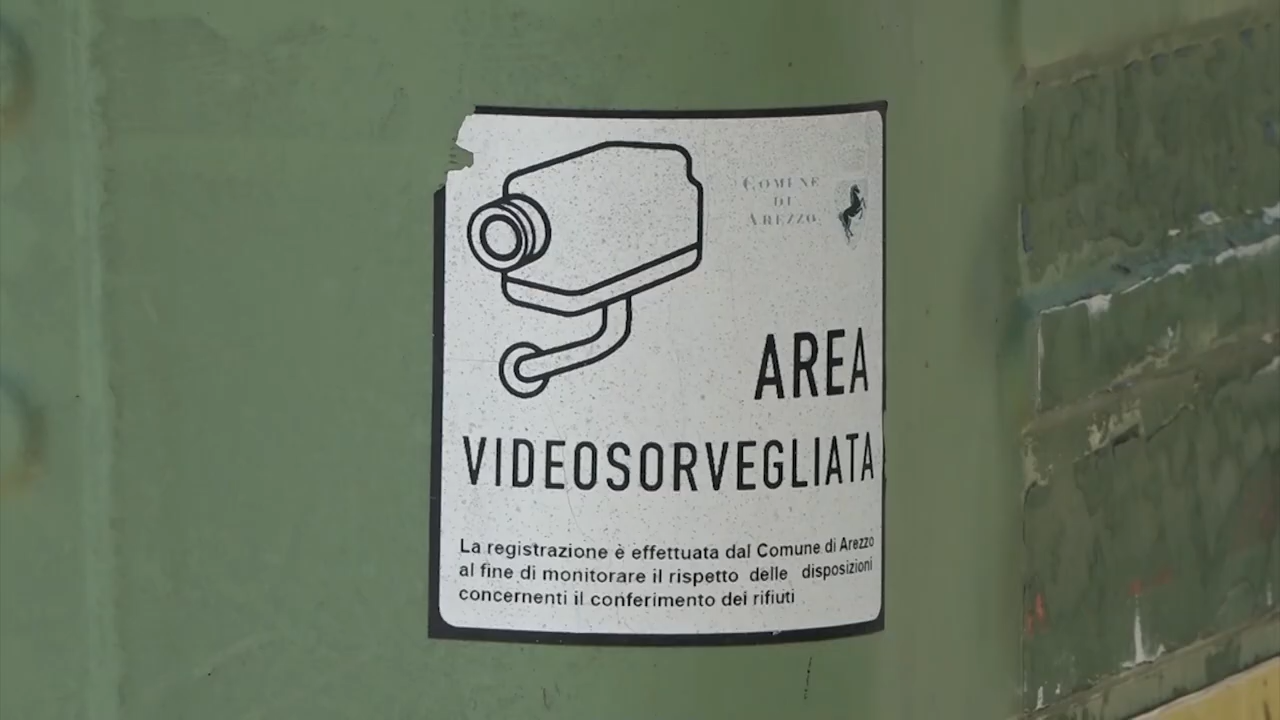 COMUNE
DI
AREZZO
AREA
VIDEOSORVEGLIATA
La registrazione è effettuata dal Comune di Arezzo
al fine di monitorare il rispetto delle disposizioni
concernenti il conferimento dei rifiuti